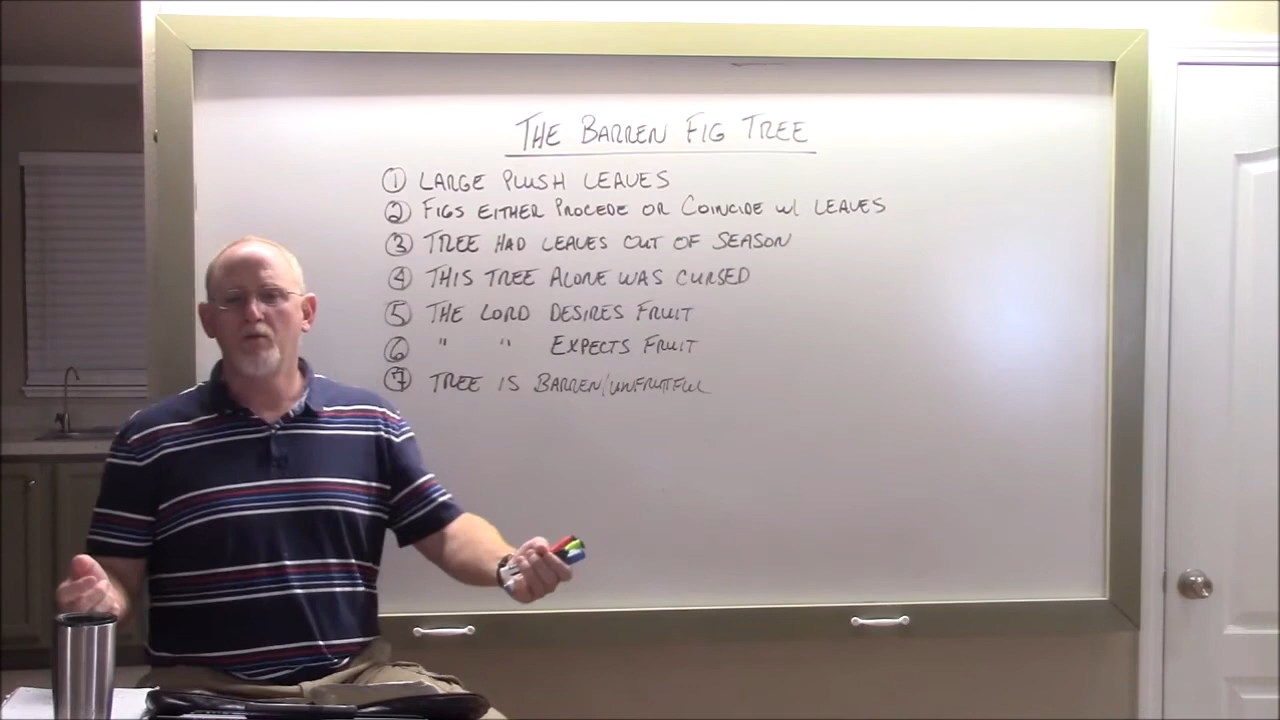 THE BARREN FIG TREE
① LARGE PLUSH LEAVES
② FIGS EITHER PROCEDE OR COINCIDE W/ LEAVES
③ TREE HAD LEAVES OUT OF SEASON
④ THIS TREE ALONE WAS CURSED
⑤ THE LORD DESIRES FRUIT
⑥ " " EXPECTS FRUIT
⑦ TREE IS BARREN/UNFRUITFUL